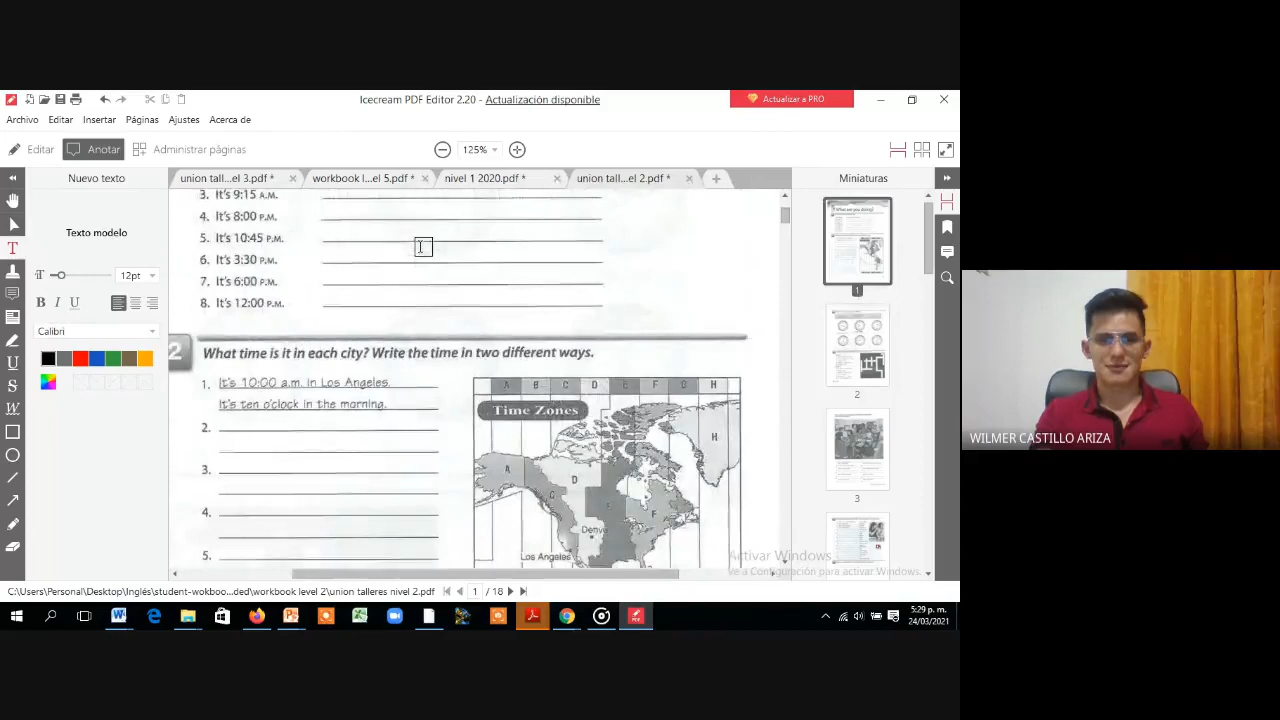 Icecream PDF Editor 2.20 - Actualización disponible
Actualizar a PRO
Archivo Editar Insertar Páginas Ajustes Acerca de
Editar Anotar Administrar páginas 125%
Nuevo texto
union tall...el 3.pdf *
workbook l...el 5.pdf *
nivel 1 2020.pdf *
union tall...el 2.pdf *
Miniaturas
Texto modelo
12pt
B I U
Calibri
3. It's 9:15 A.M.
4. It's 8:00 P.M.
5. It's 10:45 P.M.
6. It's 3:30 P.M.
7. It's 6:00 P.M.
8. It's 12:00 P.M.
2 What time is it in each city? Write the time in two different ways.
1. It's 10:00 a.m. in Los Angeles.
It's ten o'clock in the morning.
2.
3.
4.
5.
A B C D E F G H
Time Zones
H
A
D
C
E
F
Denver
Los Angeles
1
2
3
Activar Windows
Ve a Configuración para activar Windows.
C:\Users\Personal\Desktop\Inglés\student-wokboo...ded\workbook level 2\union talleres nivel 2.pdf
1 / 18
5:29 p. m.
24/03/2021
WILMER CASTILLO ARIZA